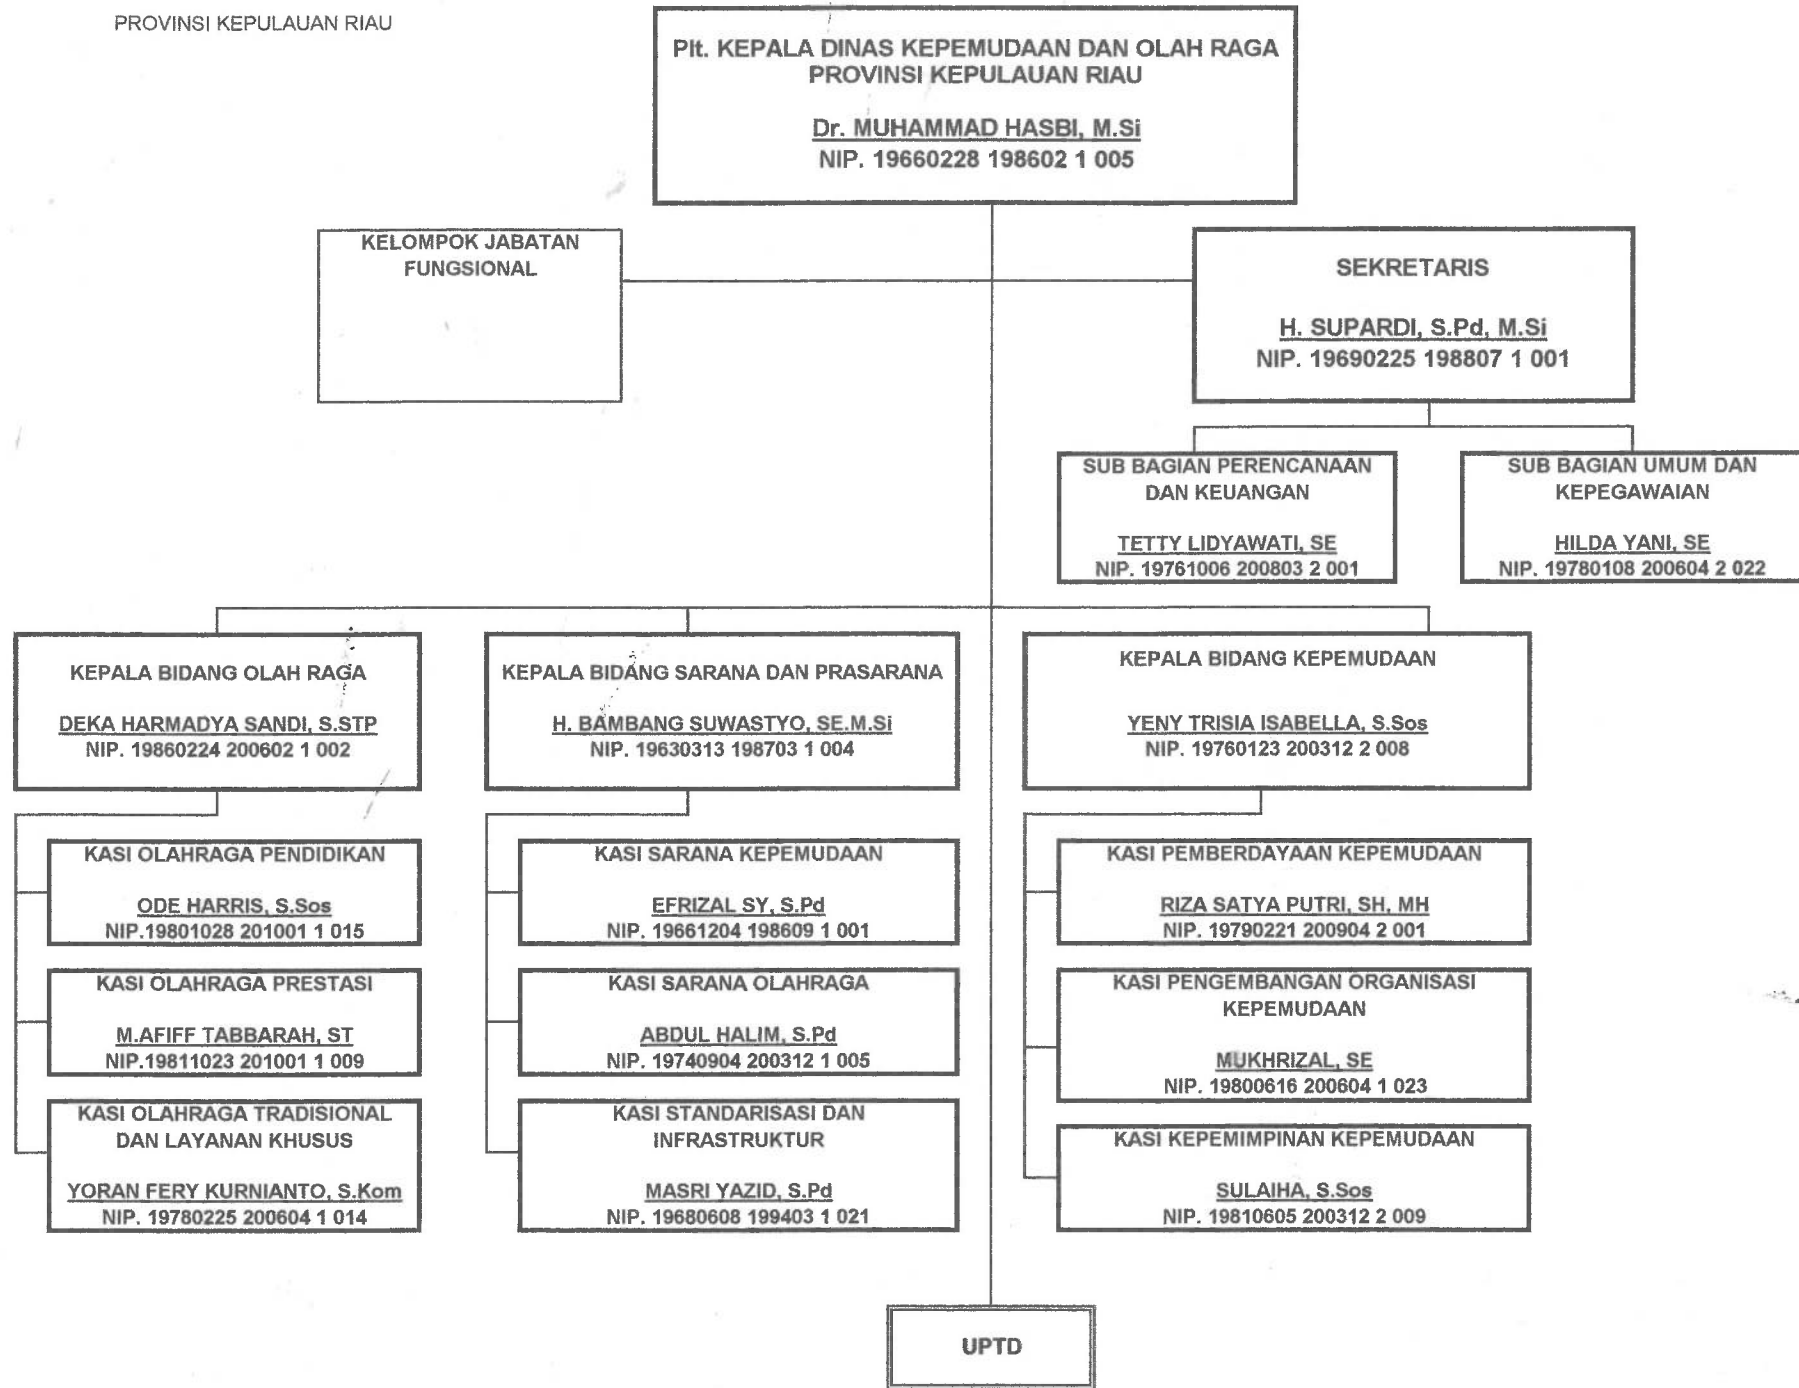 PROVINSI KEPULAUAN RIAU
Plt. KEPALA DINAS KEPEMUDAAN DAN OLAH RAGA
PROVINSI KEPULAUAN RIAU
Dr. MUHAMMAD HASBI, M.Si
NIP. 19660228 198602 1 005
KELOMPOK JABATAN
FUNGSIONAL
SEKRETARIS
H. SUPARDI, S.Pd, M.Si
NIP. 19690225 198807 1 001
SUB BAGIAN PERENCANAAN
DAN KEUANGAN
TETTY LIDYAWATI, SE
NIP. 19761006 200803 2 001
SUB BAGIAN UMUM DAN
KEPEGAWAIAN
HILDA YANI, SE
NIP. 19780108 200604 2 022
KEPALA BIDANG OLAH RAGA
DEKA HARMADYA SANDI, S.STP
NIP. 19860224 200602 1 002
KASI OLAHRAGA PENDIDIKAN
ODE HARRIS, S.Sos
NIP.19801028 201001 1 015
KASI OLAHRAGA PRESTASI
M.AFIFF TABBARAH, ST
NIP.19811023 201001 1 009
KASI OLAHRAGA TRADISIONAL
DAN LAYANAN KHUSUS
YORAN FERY KURNIANTO, S.Kom
NIP. 19780225 200604 1 014
KEPALA BIDANG SARANA DAN PRASARANA
H. BAMBANG SUWASTYO, SE.M.Si
NIP. 19630313 198703 1 004
KASI SARANA KEPEMUDAAN
EFRIZAL SY, S.Pd
NIP. 19661204 198609 1 001
KASI SARANA OLAHRAGA
ABDUL HALIM, S.Pd
NIP. 19740904 200312 1 005
KASI STANDARISASI DAN
INFRASTRUKTUR
MASRI YAZID, S.Pd
NIP. 19680608 199403 1 021
KEPALA BIDANG KEPEMUDAAN
YENY TRISIA ISABELLA, S.Sos
NIP. 19760123 200312 2 008
KASI PEMBERDAYAAN KEPEMUDAAN
RIZA SATYA PUTRI, SH, MH
NIP. 19790221 200904 2 001
KASI PENGEMBANGAN ORGANISASI
KEPEMUDAAN
MUKHRIZAL, SE
NIP. 19800616 200604 1 023
KASI KEPEMIMPINAN KEPEMUDAAN
SULAIHA, S.Sos
NIP. 19810605 200312 2 009
UPTD